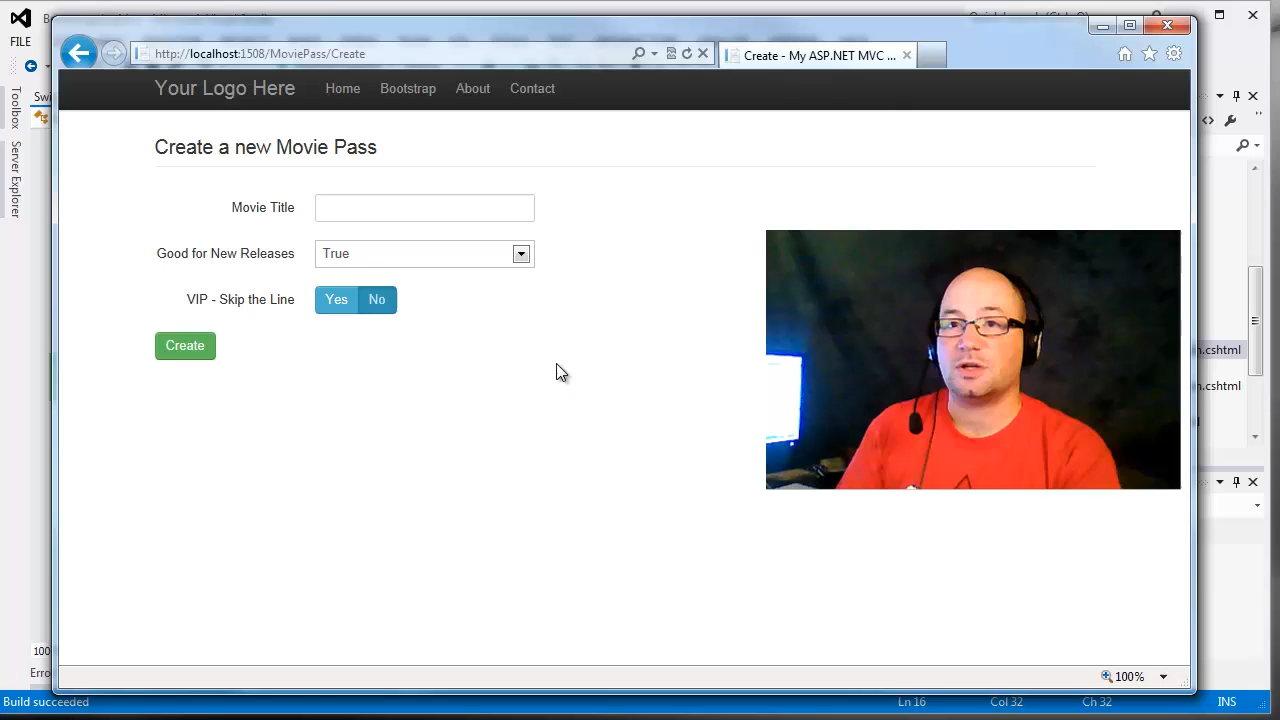 FILE
http://localhost:1508/MoviePass/Create
Create - My ASP.NET MVC ...
Your Logo Here
Home
Bootstrap
About
Contact
Toolbox
Server Explorer
Create a new Movie Pass
Movie Title
Good for New Releases
True
VIP - Skip the Line
Yes
No
Create
.cshtml
.cshtml
100
100%
Build succeeded
Ln 16
Col 32
Ch 32
INS